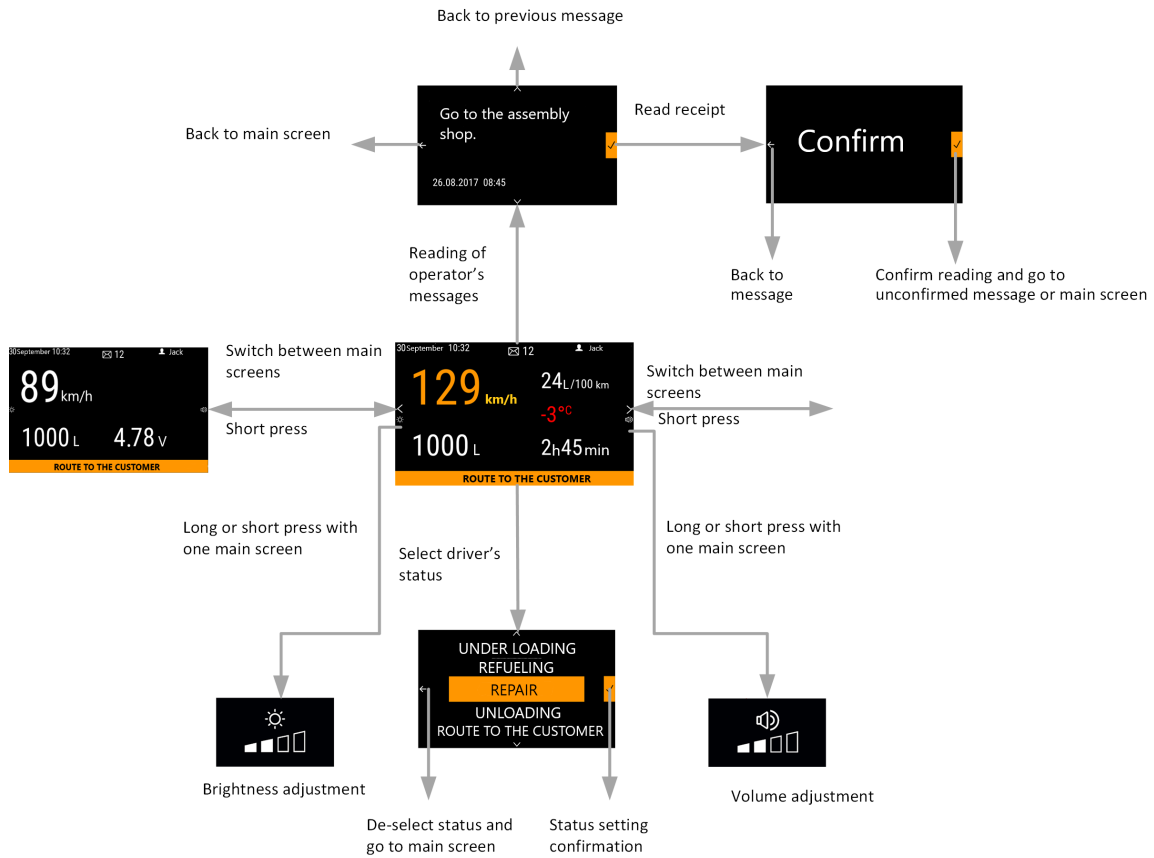 Back to previous message
Go to the assembly
shop.
26.08.2017 08:45
Back to main screen
Read receipt
Confirm
Reading of
operator's
messages
Back to
message
Confirm reading and go to
unconfirmed message or main screen
30September 10:32
12
Jack
89 km/h
1000 L
4.78 V
ROUTE TO THE CUSTOMER
Switch between main
screens
Short press
30September 10:32
12
Jack
129 km/h
24L/100 km
-3°C
1000 L
2h45min
ROUTE TO THE CUSTOMER
Switch between main
screens
Short press
Long or short press with
one main screen
Select driver's
status
Long or short press with
one main screen
UNDER LOADING
REFUELING
REPAIR
UNLOADING
ROUTE TO THE CUSTOMER
Brightness adjustment
Volume adjustment
De-select status and
go to main screen
Status setting
confirmation